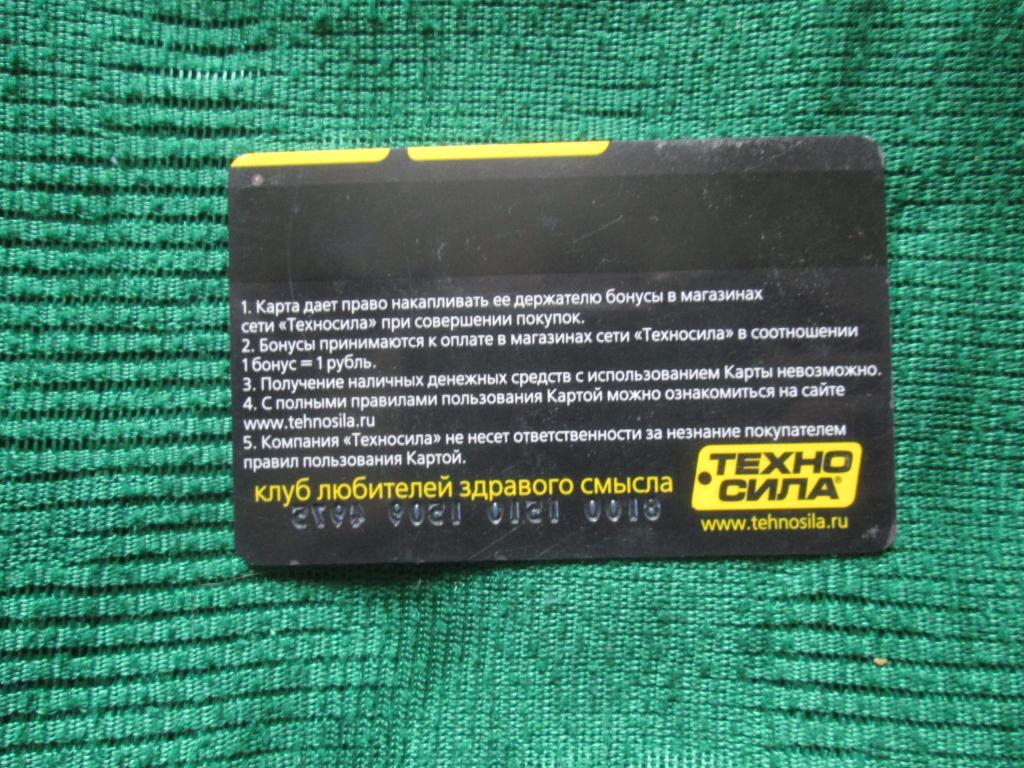 1. Карта дает право накапливать ее держателю бонусы в магазинах
сети «Техносила» при совершении покупок.
2. Бонусы принимаются к оплате в магазинах сети «Техносила» в соотношении
1 бонус = 1 рубль.
3. Получение наличных денежных средств с использованием Карты невозможно.
4. С полными правилами пользования Картой можно ознакомиться на сайте
www.tehnosila.ru
5. Компания «Техносила» не несет ответственности за незнание покупателем
правил пользования Картой.
клуб любителей здравого смысла
ТЕХНО
СИЛА®
www.tehnosila.ru